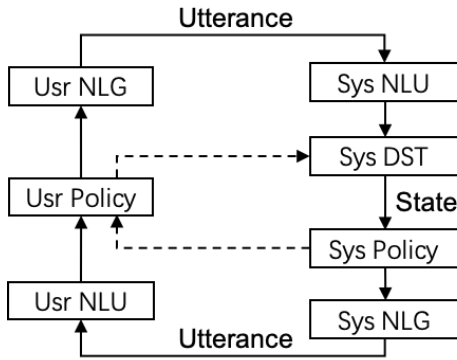 Utterance
Usr NLG
Sys NLU
Sys DST
Usr Policy
State
Sys Policy
Usr NLU
Sys NLG
Utterance